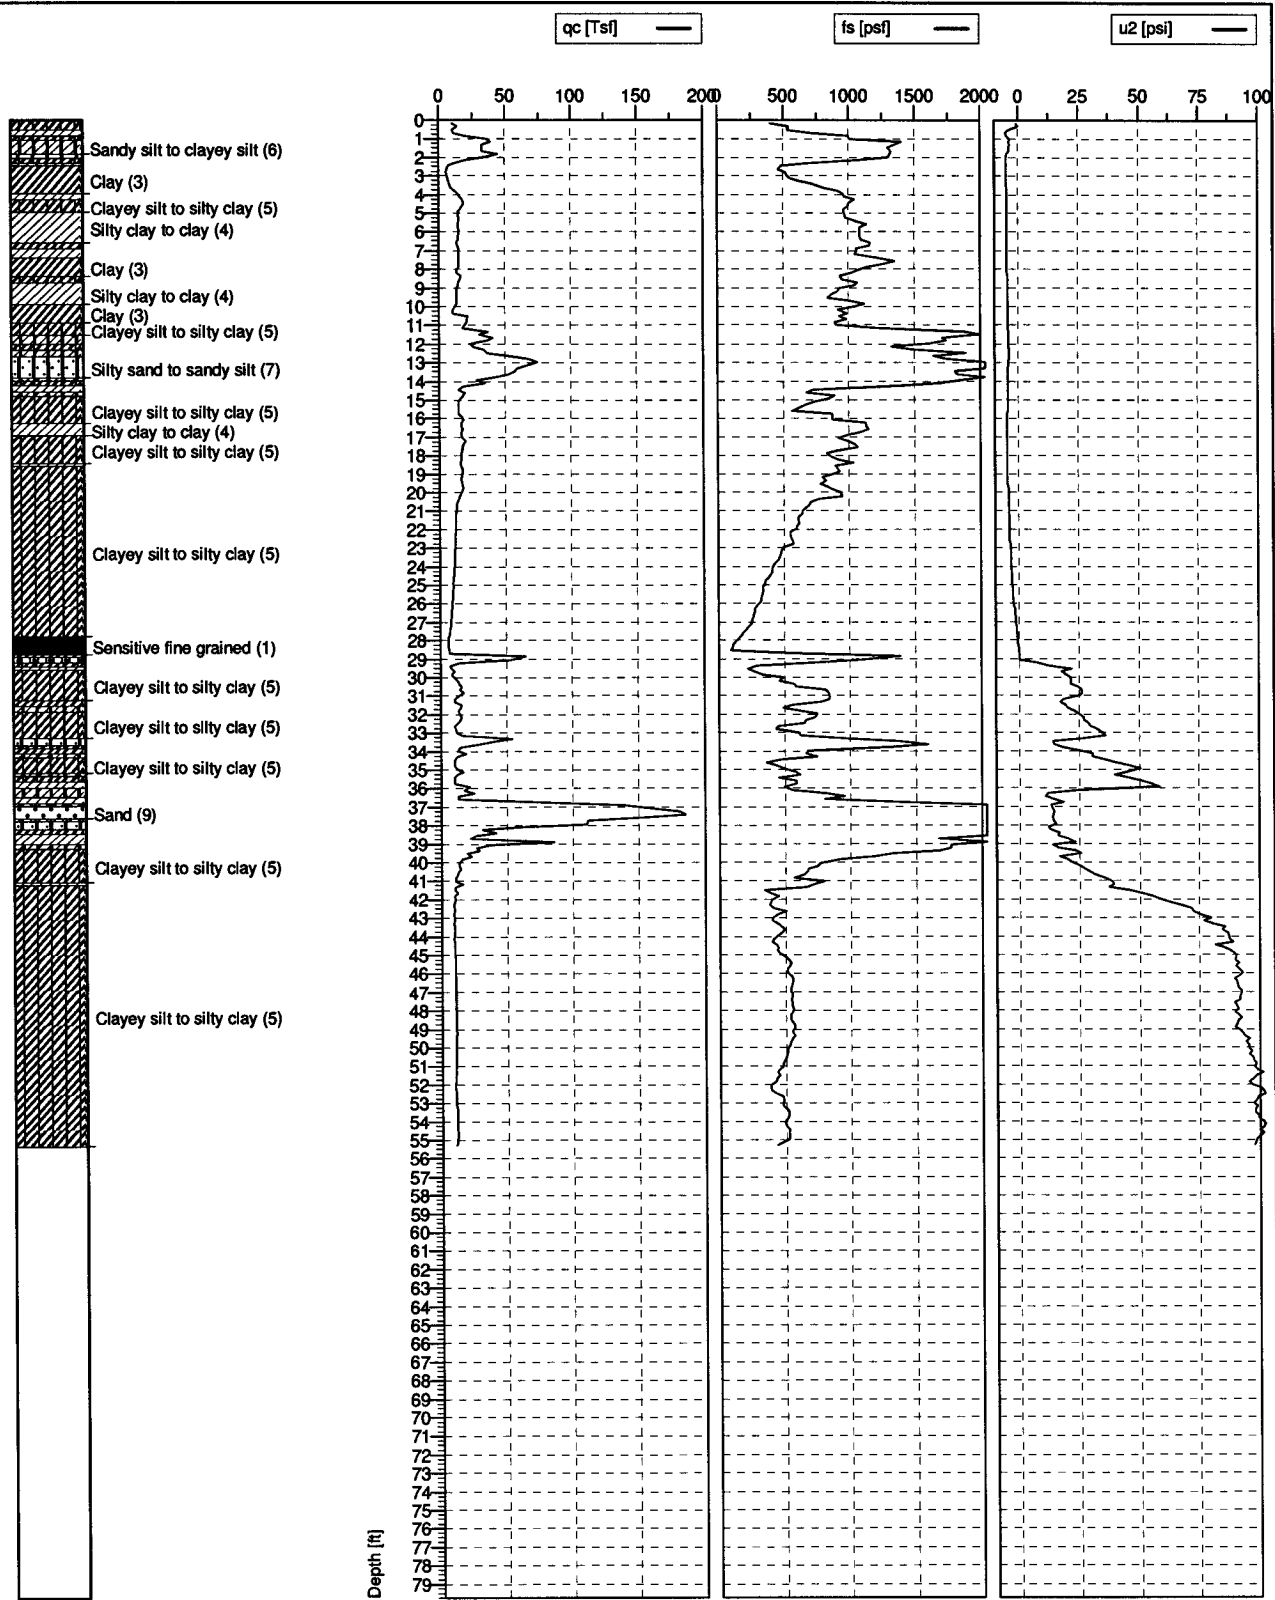 qc [Tsf]
fs [psf]
u2 [psi]
0 50 100 150 200
500 1000 1500 2000
0 25 50 75 100
Sandy silt to clayey silt (6)
Clay (3)
Clayey silt to silty clay (5)
Silty clay to clay (4)
Clay (3)
Silty clay to clay (4)
Clay (3)
Clayey silt to silty clay (5)
Silty sand to sandy silt (7)
Clayey silt to silty clay (5)
Silty clay to clay (4)
Clayey silt to silty clay (5)
Clayey silt to silty clay (5)
Sensitive fine grained (1)
Clayey silt to silty clay (5)
Clayey silt to silty clay (5)
Clayey silt to silty clay (5)
Sand (9)
Clayey silt to silty clay (5)
Clayey silt to silty clay (5)
0
1
2
3
4
5
6
7
8
9
10
11
12
13
14
15
16
17
18
19
20
21
22
23
24
25
26
27
28
29
30
31
32
33
34
35
36
37
38
39
40
41
42
43
44
45
46
47
48
49
50
51
52
53
54
55
56
57
58
59
60
61
62
63
64
65
66
67
68
69
70
71
72
73
74
75
76
77
78
79
Depth [ft]